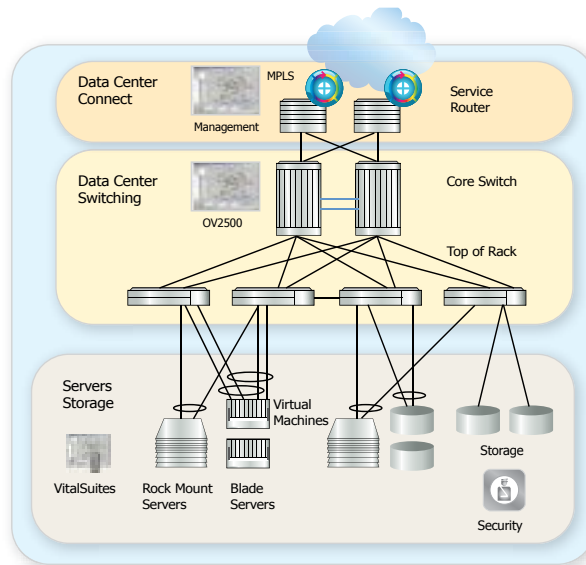 Data Center
Connect
Management
MPLS
Service
Router
Data Center
Switching
OV2500
Core Switch
Top of Rack
Servers
Storage
VitalSuites
Rock Mount
Servers
Blade
Servers
Virtual
Machines
Storage
Security